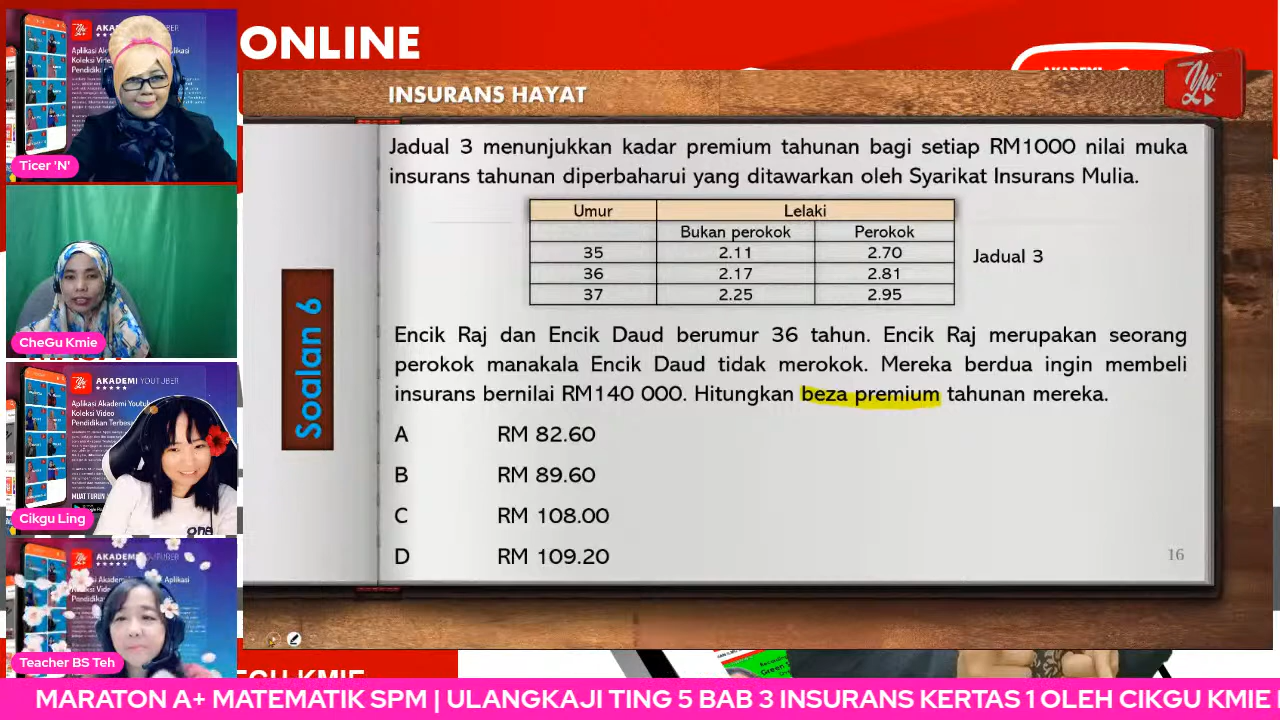 ONLINE
INSURANS HAYAT
Jadual 3 menunjukkan kadar premium tahunan bagi setiap RM1000 nilai muka
insurans tahunan diperbaharui yang ditawarkan oleh Syarikat Insurans Mulia.
Umur Lelaki
Bukan perokok Perokok
35 2.11 2.70
36 2.17 2.81
37 2.25 2.95
Jadual 3
Soalan 6
Encik Raj dan Encik Daud berumur 36 tahun. Encik Raj merupakan seorang
perokok manakala Encik Daud tidak merokok. Mereka berdua ingin membeli
insurans bernilai RM140 000. Hitungkan beza premium tahunan mereka.
A RM 82.60
B RM 89.60
C RM 108.00
D RM 109.20
16
Ticer 'N'
CheGu Kmie
AKADEMI YOUTUBER
Aplikasi Akademi Youtuber
Koleksi Video
Pendidikan
Cikgu Ling
Teacher BS Teh
MARATON A+ MATEMATIK SPM | ULANGKAJI TING 5 BAB 3 INSURANS KERTAS 1 OLEH CIKGU KMIE